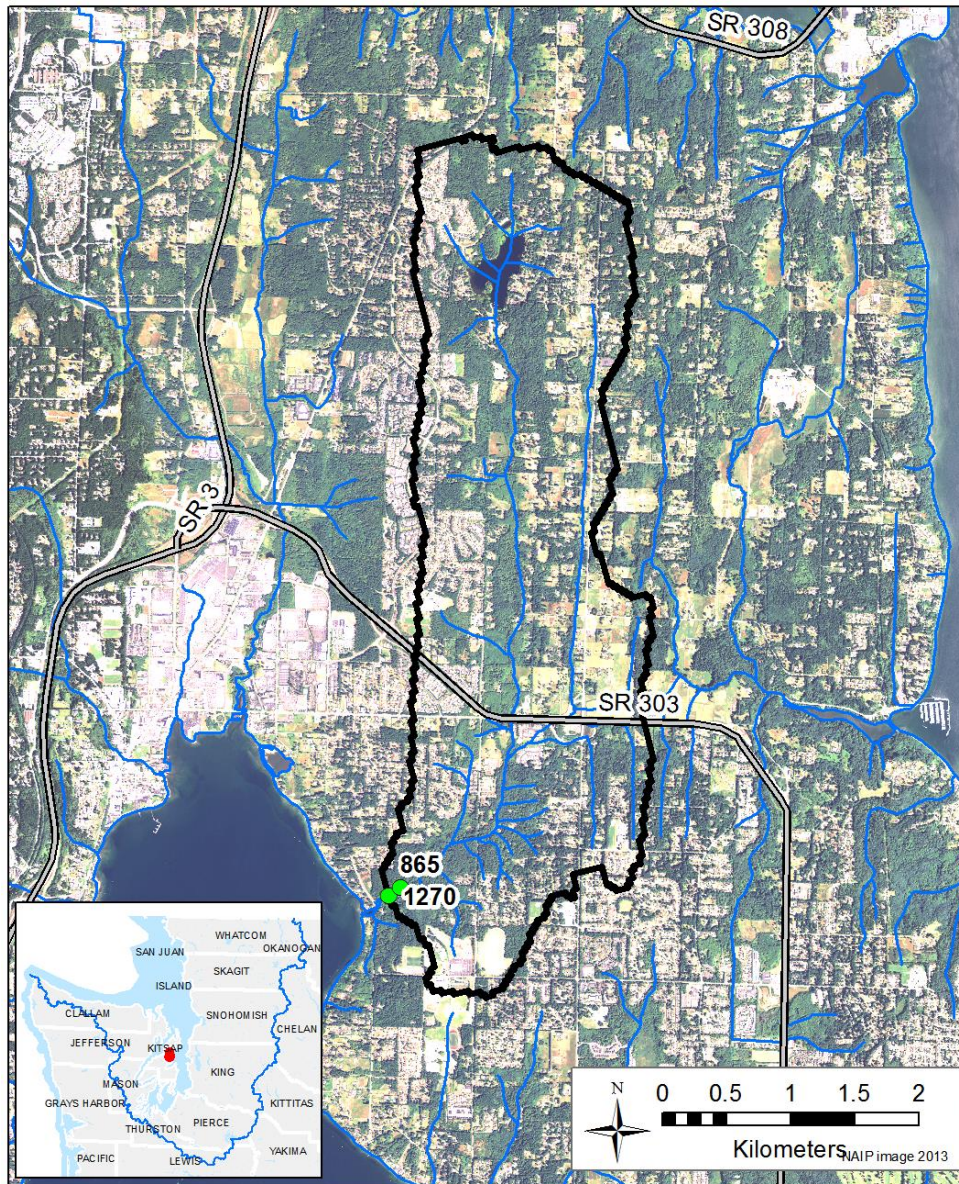 SR 308
SR 3
SR 303
865
1270
WHATCOM
OKANOGAN
SAN JUAN
SKAGIT
ISLAND
SNOHOMISH
CLALLAM
CHELAN
JEFFERSON
KITSAP
KING
MASON
GRAYS HARBOR
KITTITAS
PIERCE
THURSTON
YAKIMA
PACIFIC
LEWIS
N
0 0.5 1 1.5 2
Kilometers
NAIP image 2013